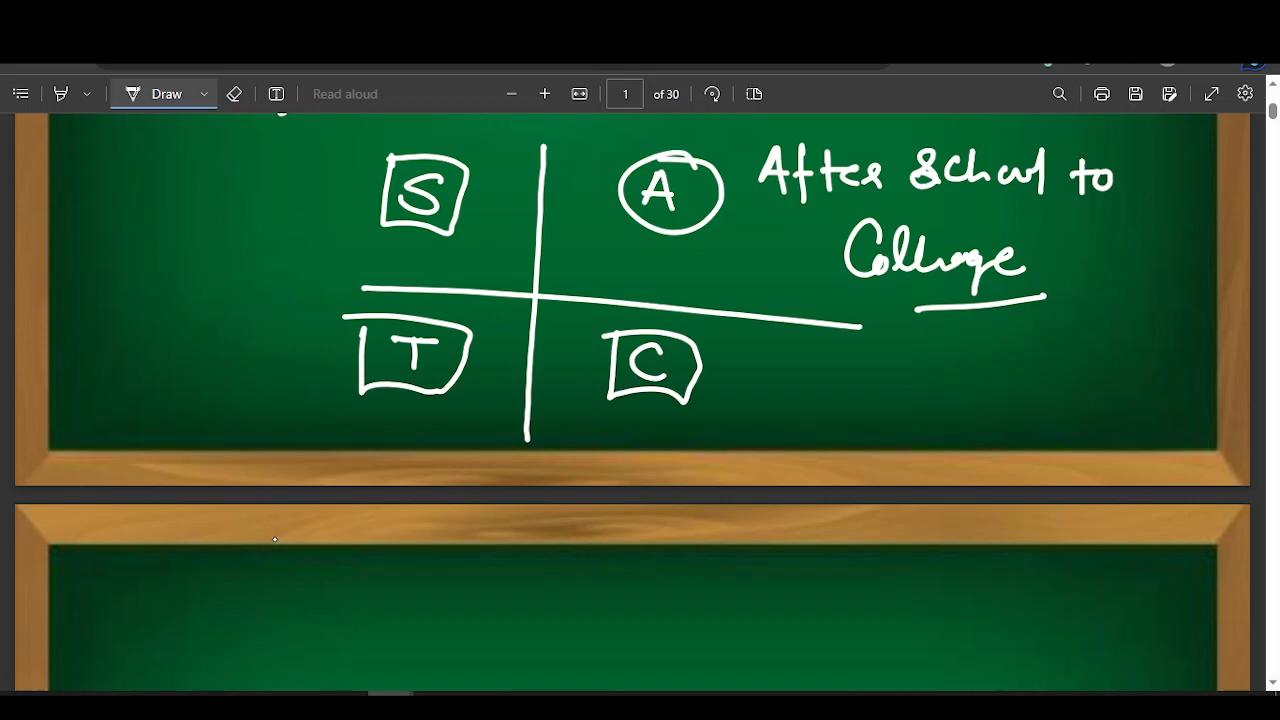 Draw
Read aloud
1 of 30
S
A
After School to
College
T
C